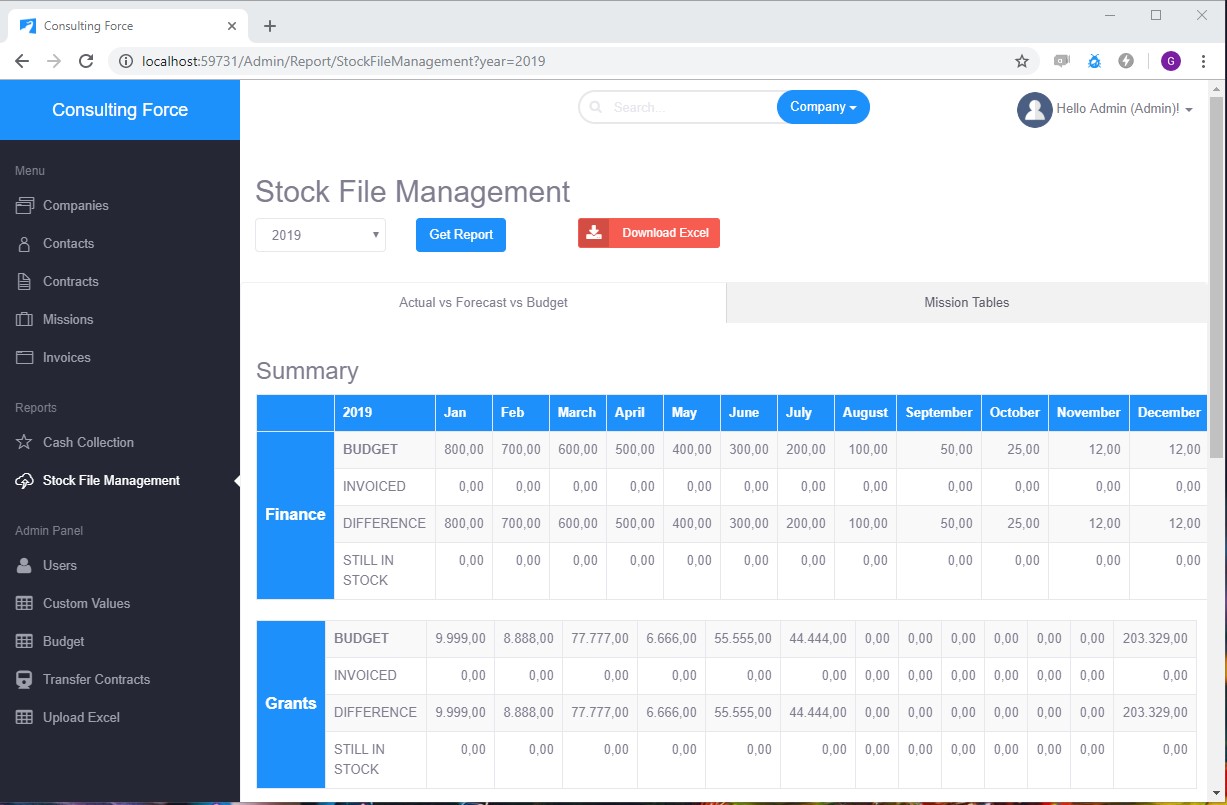 Consulting Force
localhost:59731/Admin/Report/StockFileManagement?year=2019
G
Consulting Force
Search...
Company
Hello Admin (Admin)!
Menu
Companies
Contacts
Contracts
Missions
Invoices
Reports
Cash Collection
Stock File Management
Admin Panel
Users
Custom Values
Budget
Transfer Contracts
Upload Excel
Stock File Management
2019
Get Report
Download Excel
Actual vs Forecast vs Budget
Mission Tables
Summary
2019 Jan Feb March April May June July August September October November December
Finance
BUDGET 800,00 700,00 600,00 500,00 400,00 300,00 200,00 100,00 50,00 25,00 12,00 12,00
INVOICED 0,00 0,00 0,00 0,00 0,00 0,00 0,00 0,00 0,00 0,00 0,00 0,00
DIFFERENCE 800,00 700,00 600,00 500,00 400,00 300,00 200,00 100,00 50,00 25,00 12,00 12,00
STILL IN 0,00 0,00 0,00 0,00 0,00 0,00 0,00 0,00 0,00 0,00 0,00 0,00
STOCK
Grants
BUDGET 9.999,00 8.888,00 77.777,00 6.666,00 55.555,00 44.444,00 0,00 0,00 0,00 0,00 0,00 0,00 203.329,00
INVOICED 0,00 0,00 0,00 0,00 0,00 0,00 0,00 0,00 0,00 0,00 0,00 0,00 0,00
DIFFERENCE 9.999,00 8.888,00 77.777,00 6.666,00 55.555,00 44.444,00 0,00 0,00 0,00 0,00 0,00 0,00 203.329,00
STILL IN 0,00 0,00 0,00 0,00 0,00 0,00 0,00 0,00 0,00 0,00 0,00 0,00 0,00
STOCK